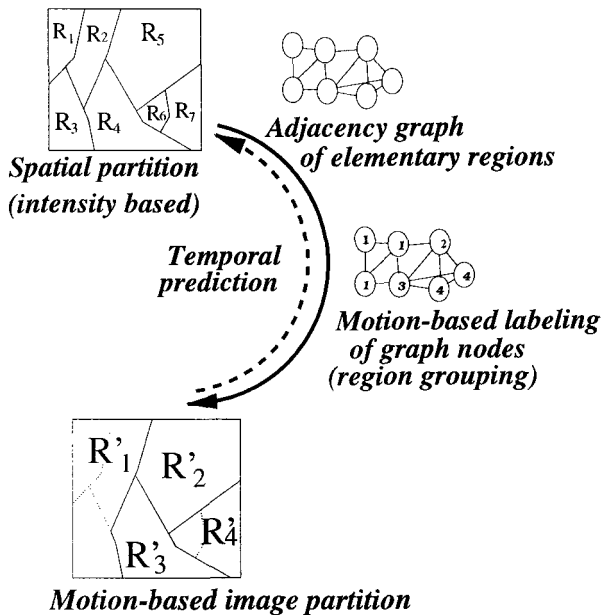 R1 R2 R5
R3 R4 R6 R7
Spatial partition
(intensity based)
Adjacency graph
of elementary regions
Temporal
prediction
1 1 2
1 3 4 4
Motion-based labeling
of graph nodes
(region grouping)
R'1 R'2
R'3 R'4
Motion-based image partition